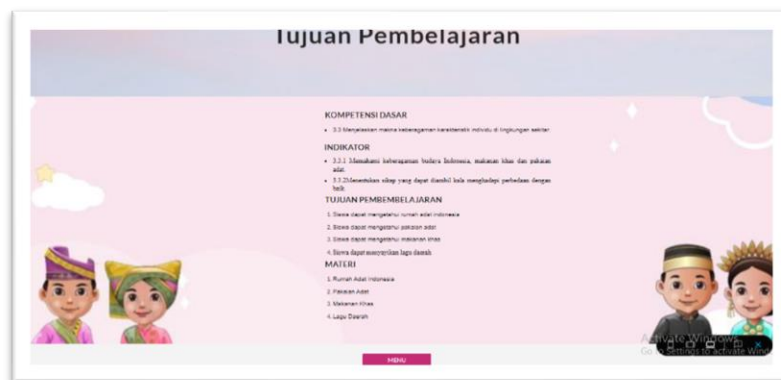 Tujuan Pembelajaran
KOMPETENSI DASAR
• 3.3 Menjelaskan makna keberagaman karakteristik individu di lingkungan sekitar.
INDIKATOR
• 3.3.1 Memahami keberagaman budaya Indonesia, makanan khas dan pakaian
adat.
• 3.3.2Menentukan sikap yang dapat diambil kala menghadapi perbedaan dengan
baik
TUJUAN PEMBEMBELAJARAN
1. Siswa dapat mengetahui rumah adat indonesia
2. Siswa dapat mengetahui pakaian adat
3. Siswa dapat mengetahui makanan khas
4. Siswa dapat menyanyikan lagu daerah
MATERI
1. Rumah Adat Indonesia
2. Pakaian Adat
3. Makanan Khas
4. Lagu Daerah
MENU
Activate Windows
Go to Settings to activate Wind